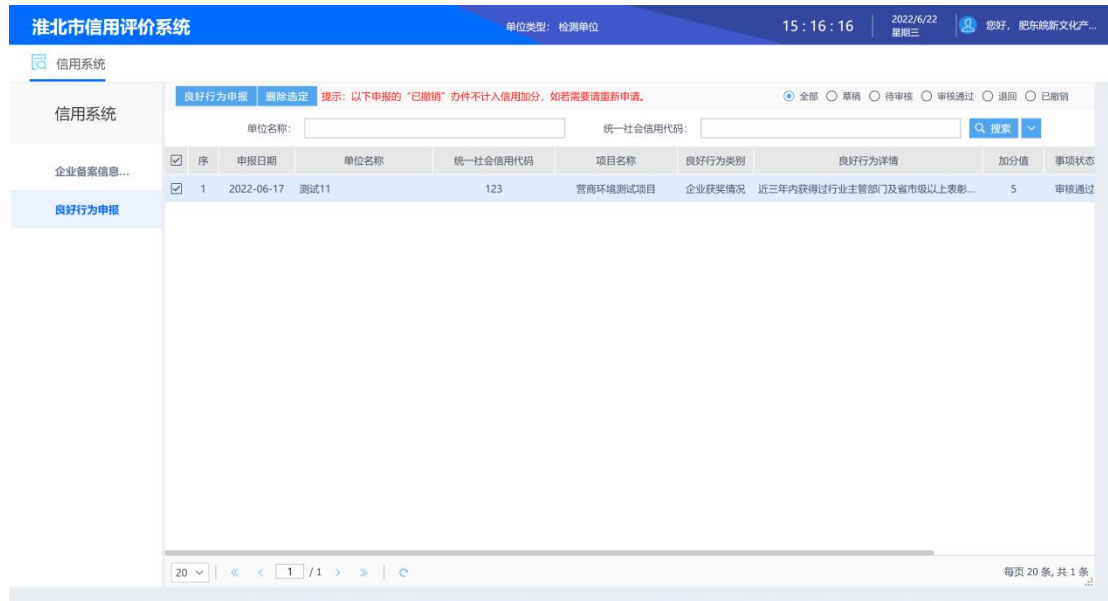 淮北市信用评价系统 单位类型: 检测单位 15:16:16 2022/6/22 星期三 您好, 肥东皖新文化产...
信用系统
信用系统
企业备案信息...
良好行为申报
良好行为申报 删除选定 提示: 以下申报的“已撤销”办件不计入信用加分, 如若需要请重新申请。 全部 草稿 待审核 审核通过 退回 已撤销
单位名称: 统一社会信用代码: 搜索
序 申报日期 单位名称 统一社会信用代码 项目名称 良好行为类别 良好行为详情 加分值 事项状态
1 2022-06-17 测试11 123 营商环境测试项目 企业获奖情况 近三年内获得过行业主管部门及省市级以上表彰... 5 审核通过
20 1 / 1 每页 20 条, 共 1 条